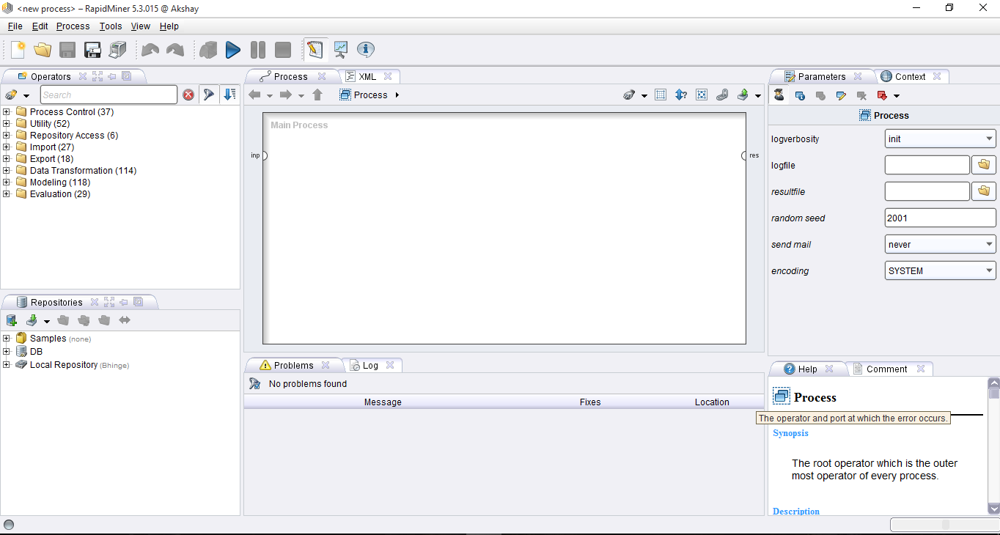 <new process> – RapidMiner 5.3.015 @ Akshay
File Edit Process Tools View Help
Operators
Search
Process Control (37)
Utility (52)
Repository Access (6)
Import (27)
Export (18)
Data Transformation (114)
Modeling (118)
Evaluation (29)
Repositories
Samples (none)
DB
Local Repository (Bhinge)
Process XML
Process
Main Process
inp
res
Problems Log
No problems found
Message Fixes Location
Parameters Context
Process
logverbosity init
logfile
resultfile
random seed 2001
send mail never
encoding SYSTEM
Help Comment
Process
The operator and port at which the error occurs.
Synopsis
The root operator which is the outer
most operator of every process.
Description